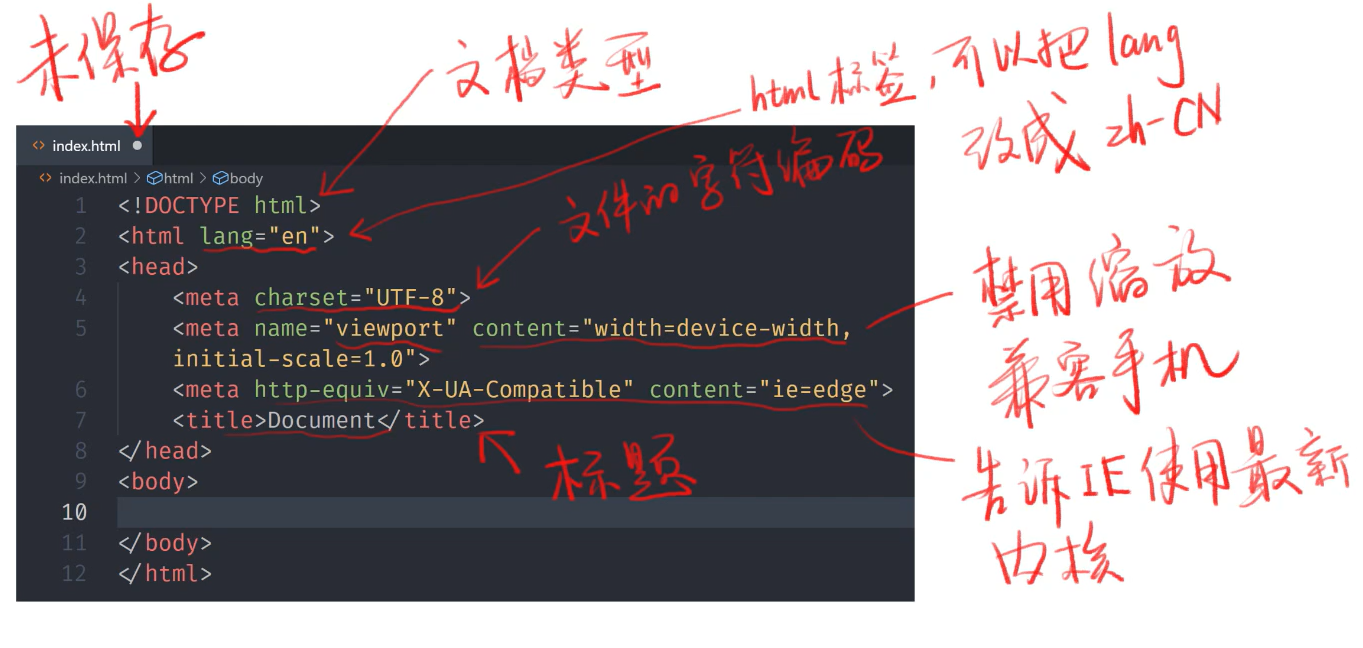 未保存
文档类型
html标签,可以把lang
改成 zh-CN
index.html
index.html > html > body
文件的字符编码
1 <!DOCTYPE html>
2 <html lang="en">
3 <head>
4 <meta charset="UTF-8">
5 <meta name="viewport" content="width=device-width,
initial-scale=1.0">
6 <meta http-equiv="X-UA-Compatible" content="ie=edge">
7 <title>Document</title>
8 </head>
9 <body>
10
11 </body>
12 </html>
禁用缩放
兼容手机
标题
告诉IE使用最新
内核